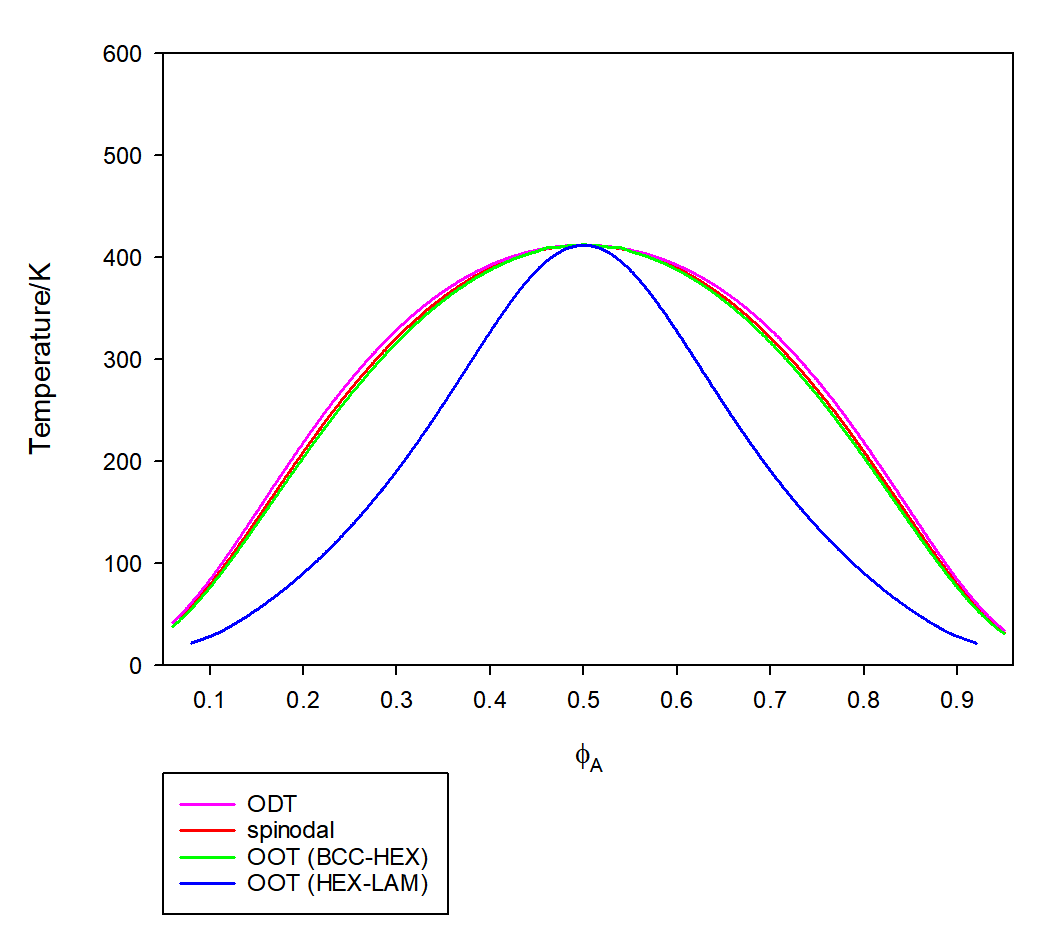 600
500
400
300
200
100
0
Temperature/K
0.1 0.2 0.3 0.4 0.5 0.6 0.7 0.8 0.9
ϕA
ODT
spinodal
OOT (BCC-HEX)
OOT (HEX-LAM)